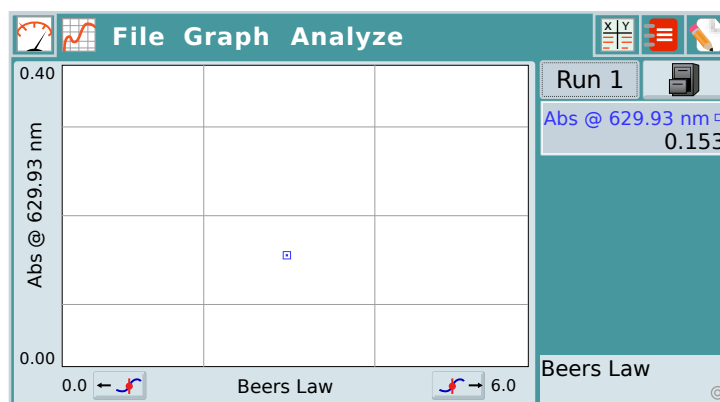 File Graph Analyze
X Y
0.40
Abs @ 629.93 nm
0.00
0.0
Beers Law
6.0
Run 1
Abs @ 629.93 nm
0.153
Beers Law
@